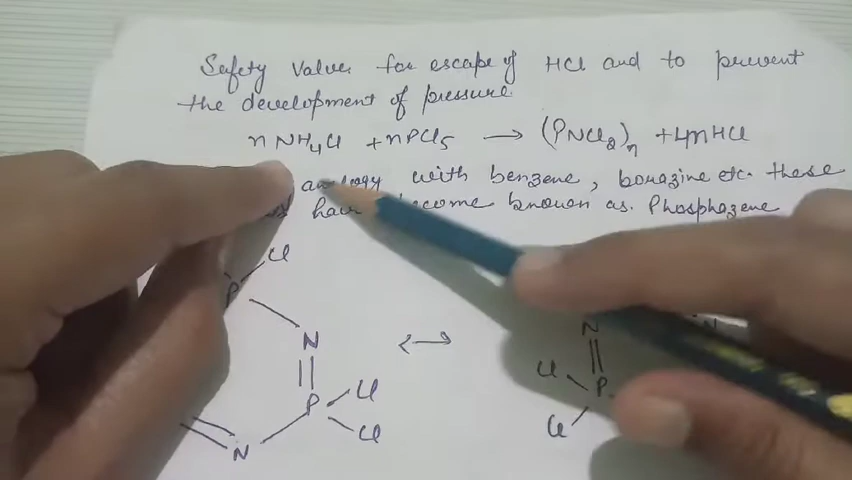 Safety Valve for escape of HCl and to prevent
the development of pressure.
n NH4Cl + nPCl5 → (PNCl2)n + 4nHCl
analogy with benzene, borazine etc. these
have become known as Phosphazene
Cl
P
N
N
Cl
P
Cl
P
Cl
Cl
N